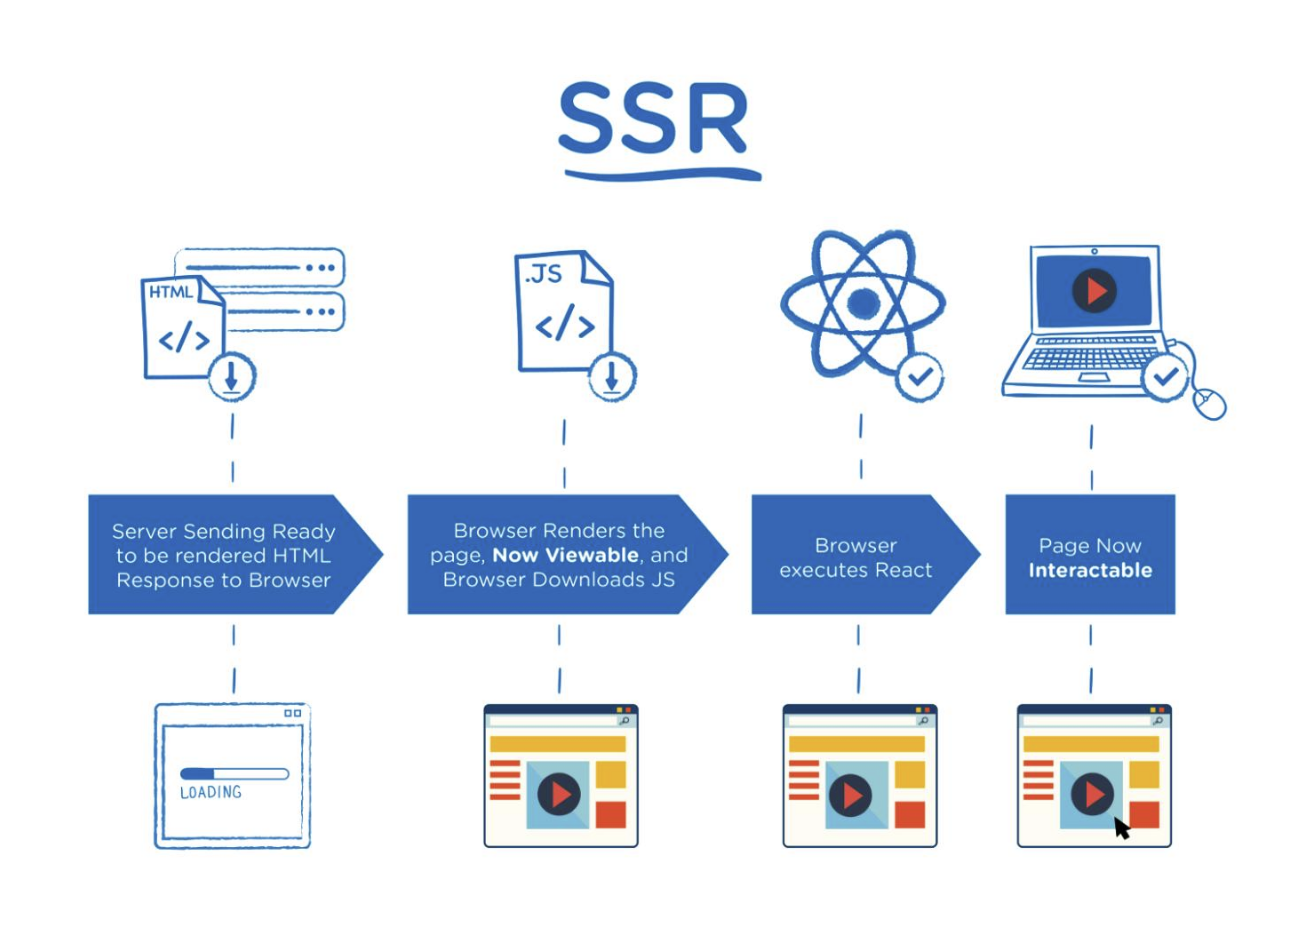 SSR
HTML
</>
.JS
</>
Server Sending Ready
to be rendered HTML
Response to Browser
Browser Renders the
page, Now Viewable, and
Browser Downloads JS
Browser
executes React
Page Now
Interactable
LOADING